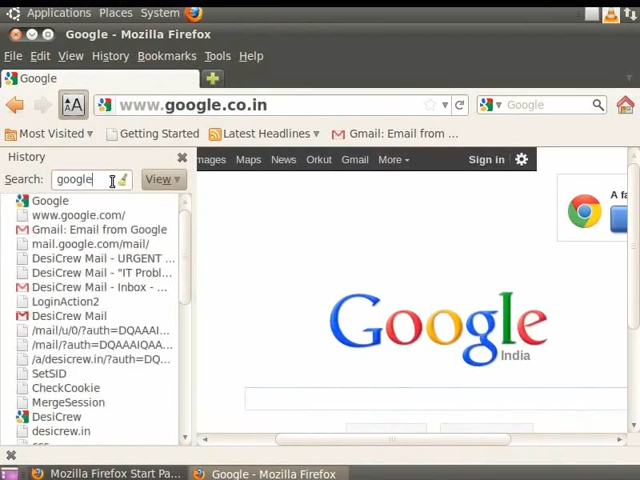 Applications Places System
Google - Mozilla Firefox
File Edit View History Bookmarks Tools Help
Google
www.google.co.in
Google
Most Visited Getting Started Latest Headlines Gmail: Email from ...
History
Search: google View
mages Maps News Orkut Gmail More Sign in
A fa
Google
www.google.com/
Gmail: Email from Google
mail.google.com/mail/
DesiCrew Mail - URGENT ...
DesiCrew Mail - "IT Probl...
DesiCrew Mail - Inbox - ...
LoginAction2
DesiCrew Mail
/mail/u/0/?auth=DQAAAI...
/mail/?auth=DQAAAIQAA...
/a/desicrew.in/?auth=DQ...
SetSID
CheckCookie
MergeSession
DesiCrew
desicrew.in
Google
India
Mozilla Firefox Start Pa... Google - Mozilla Firefox